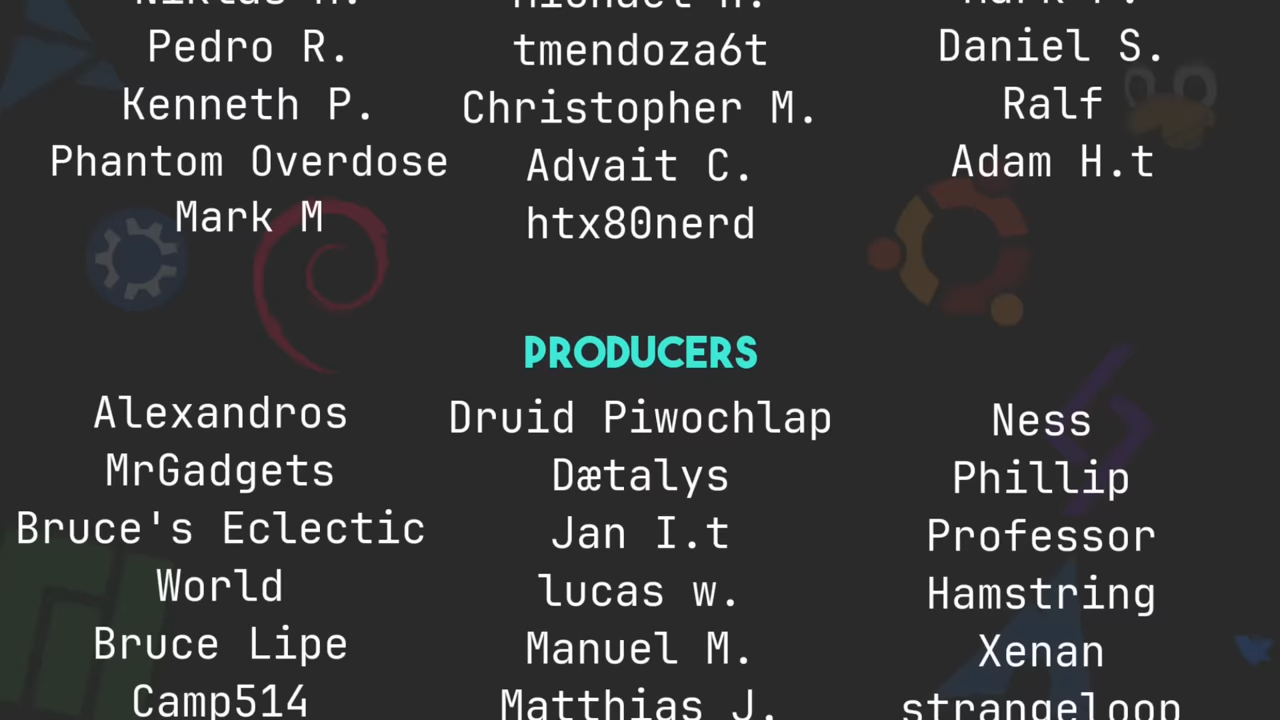 Pedro R.
Kenneth P.
Phantom Overdose
Mark M
tmendoza6t
Christopher M.
Advait C.
htx80nerd
Daniel S.
Ralf
Adam H.t
PRODUCERS
Alexandros
MrGadgets
Bruce's Eclectic
World
Bruce Lipe
Camp514
Druid Piwochlap
Dætalys
Jan I.t
lucas w.
Manuel M.
Matthias J.
Ness
Phillip
Professor
Hamstring
Xenan
strangeloop